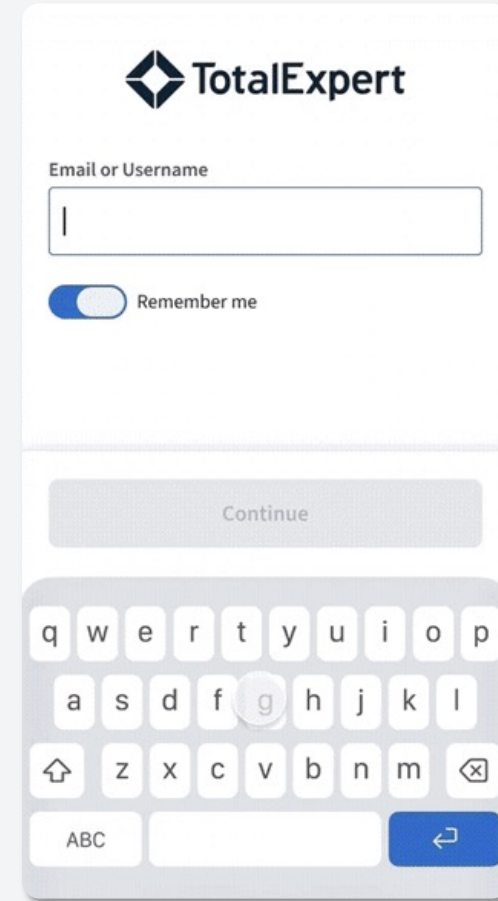 TotalExpert
Email or Username
Remember me
Continue
q w e r t y u i o p
a s d f g h j k l
z x c v b n m
ABC